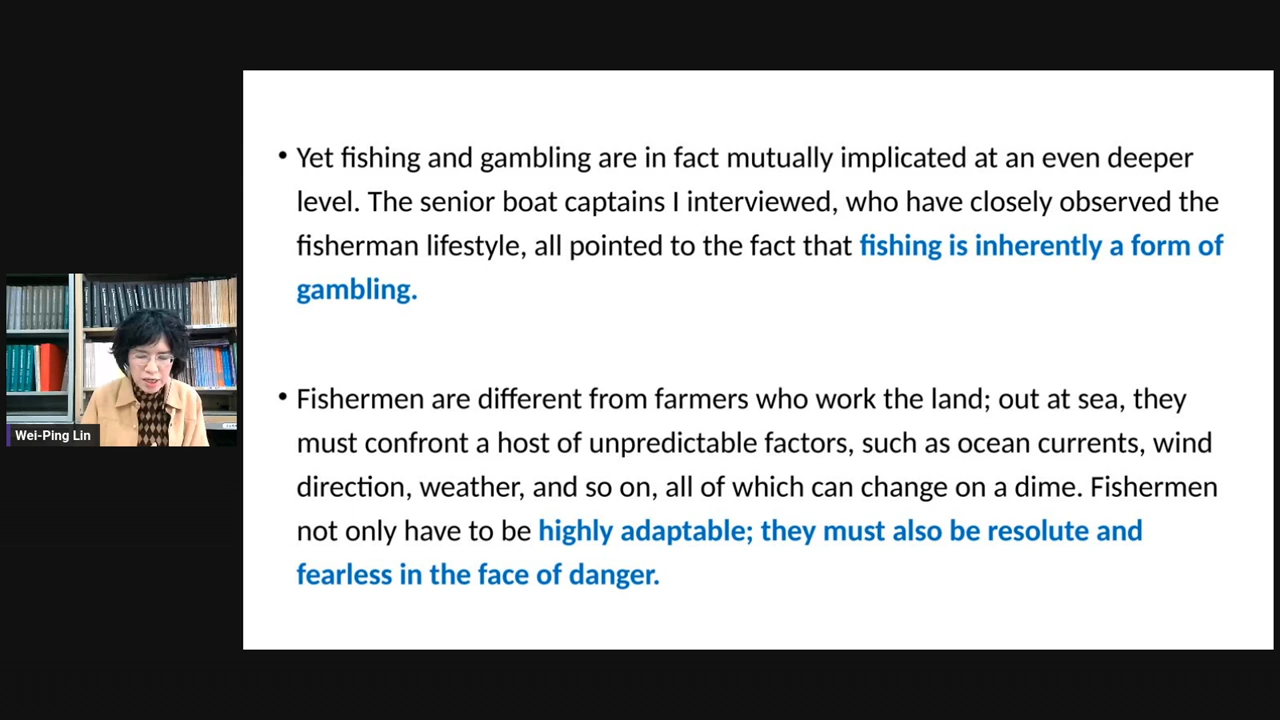 • Yet fishing and gambling are in fact mutually implicated at an even deeper
level. The senior boat captains I interviewed, who have closely observed the
fisherman lifestyle, all pointed to the fact that fishing is inherently a form of
gambling.
• Fishermen are different from farmers who work the land; out at sea, they
must confront a host of unpredictable factors, such as ocean currents, wind
direction, weather, and so on, all of which can change on a dime. Fishermen
not only have to be highly adaptable; they must also be resolute and
fearless in the face of danger.
Wei-Ping Lin